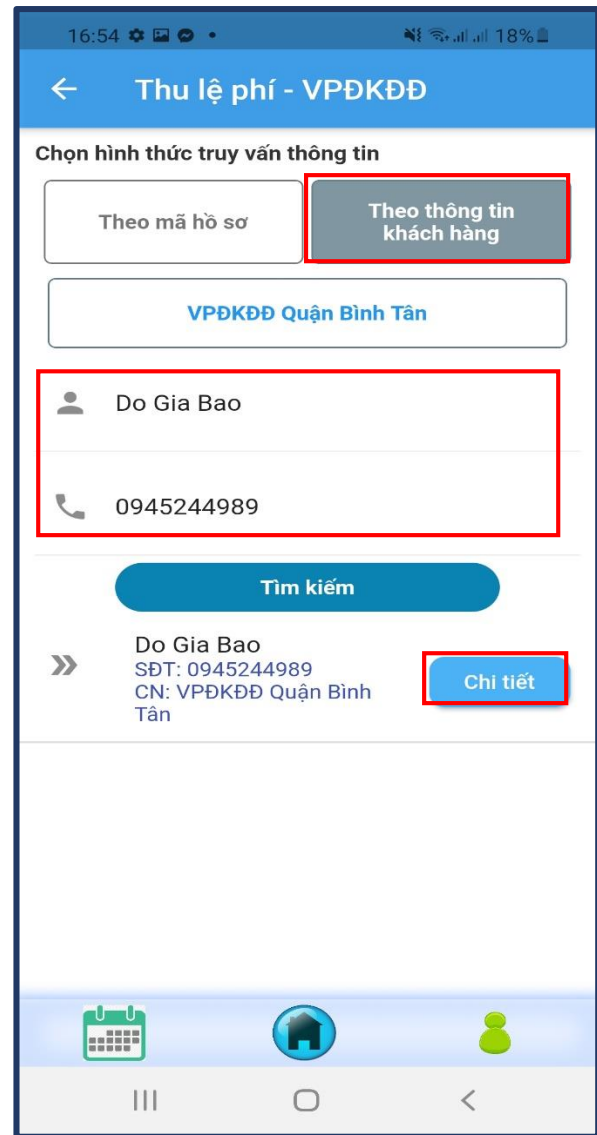 16:54
18%
Thu lệ phí - VPĐKĐĐ
Chọn hình thức truy vấn thông tin
Theo mã hồ sơ
Theo thông tin
khách hàng
VPĐKĐĐ Quận Bình Tân
Do Gia Bao
0945244989
Tìm kiếm
Do Gia Bao
SĐT: 0945244989
CN: VPĐKĐĐ Quận Bình
Tân
Chi tiết